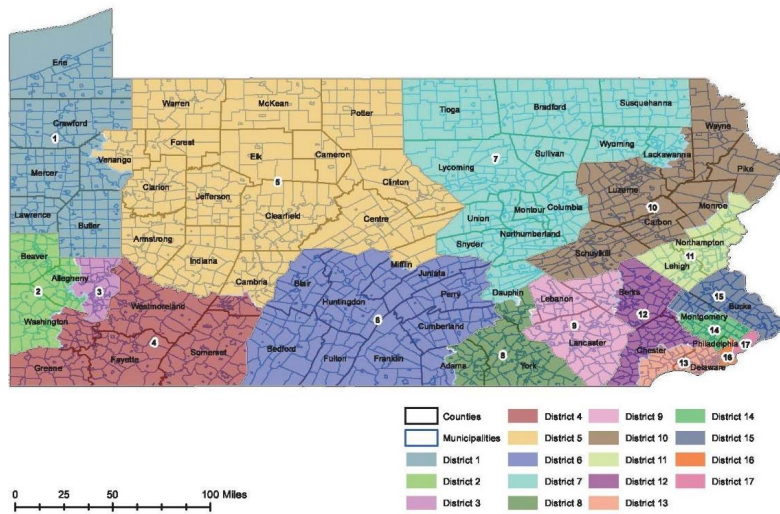 Erie
Warren
McKean
Potter
Tioga
Bradford
Susquehanna
Wayne
Crawford
1
Forest
Elk
Cameron
Venango
Wyoming
Lackawanna
Sullivan
7
Lycoming
Pike
Mercer
Clarion
Jefferson
5
Clinton
Luzerne
10
Monroe
Lawrence
Butler
Clearfield
Centre
Union
Montour
Columbia
Carbon
Armstrong
Snyder
Northumberland
Northampton
11
Beaver
Indiana
Mifflin
Schuylkill
Lehigh
Allegheny
3
Cambria
Blair
Juniata
2
Huntingdon
Perry
Dauphin
Lebanon
Berks
15
Bucks
Washington
Westmoreland
6
Cumberland
9
12
Montgomery
14
4
Bedford
Lancaster
Philadelphia
17
Fayette
Somerset
Fulton
Franklin
Adams
8
York
Chester
13
16
Delaware
Greene
Counties
Municipalities
District 1
District 2
District 3
District 4
District 5
District 6
District 7
District 8
District 9
District 10
District 11
District 12
District 13
District 14
District 15
District 16
District 17
0 25 50 100 Miles